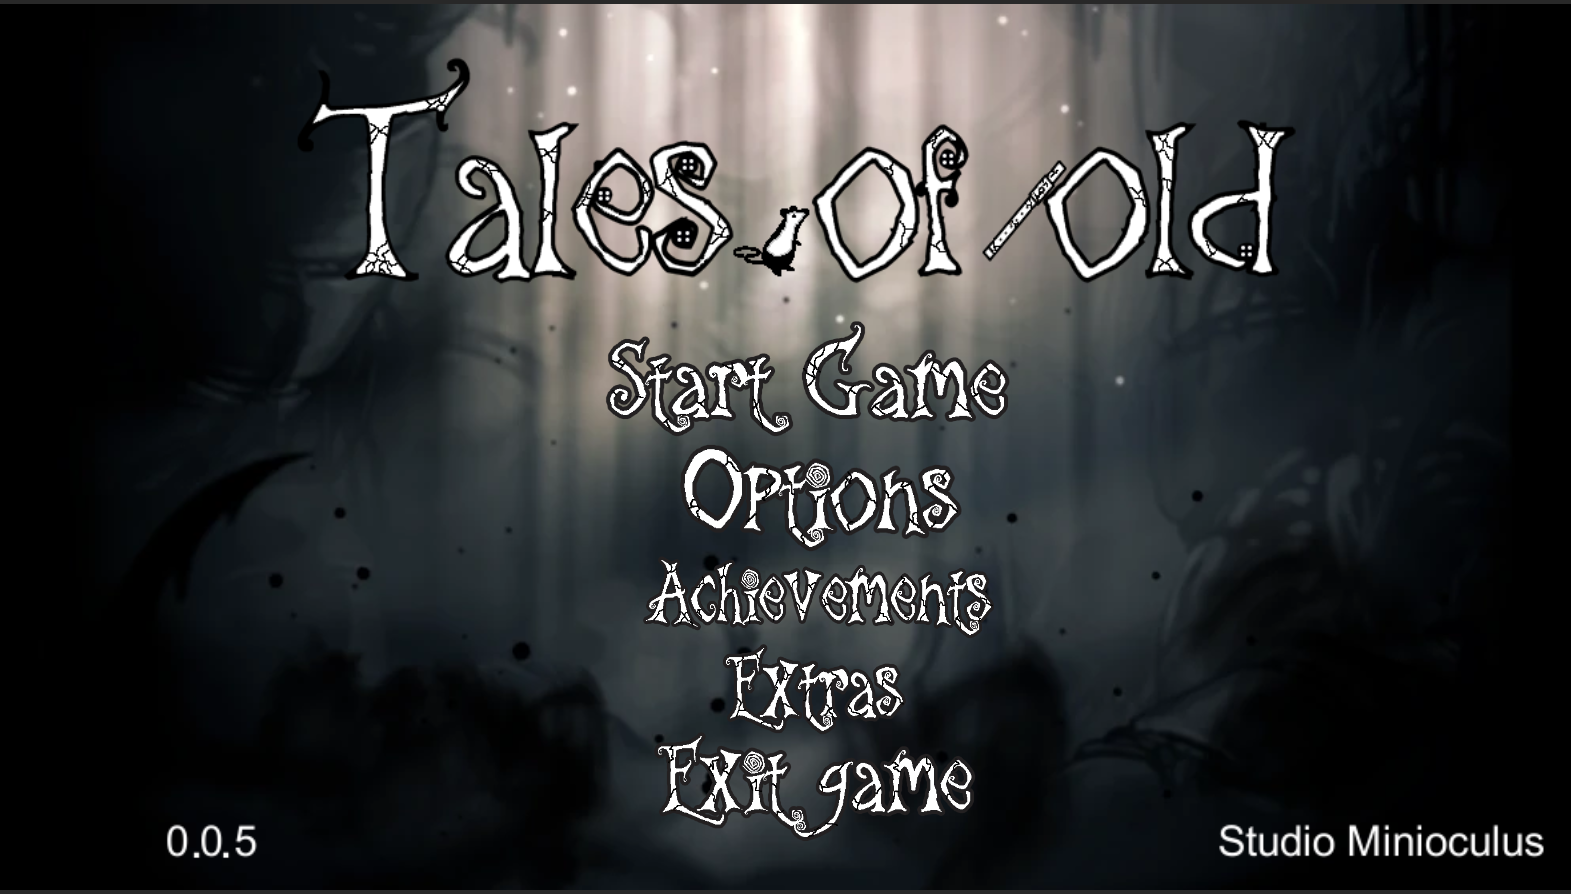 Tales of old
Start Game
Options
Achievements
Extras
Exit game
0.0.5
Studio Minioculus